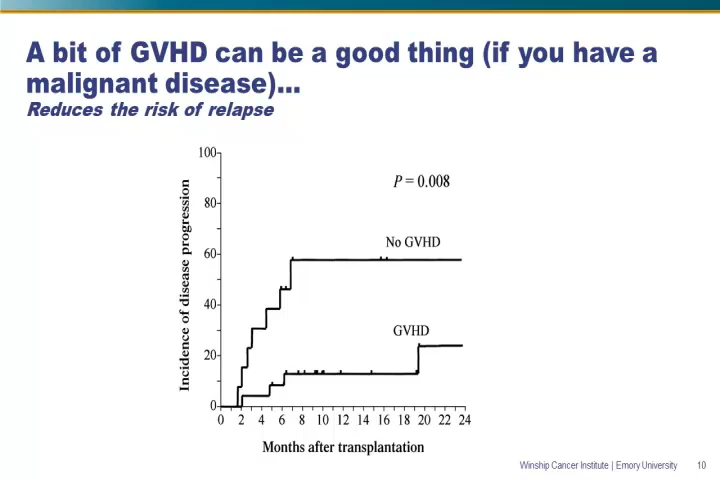 A bit of GVHD can be a good thing (if you have a
malignant disease)...
Reduces the risk of relapse
100
80
60
40
20
0
Incidence of disease progression
P = 0.008
No GVHD
GVHD
0 2 4 6 8 10 12 14 16 18 20 22 24
Months after transplantation
Winship Cancer Institute | Emory University 10